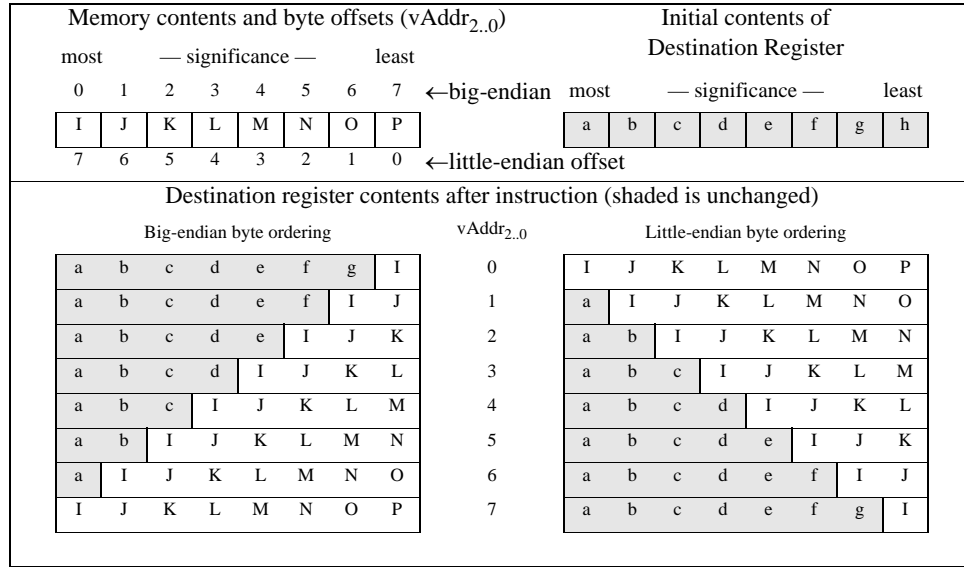 Memory contents and byte offsets (vAddr2..0)
Initial contents of
Destination Register
most — significance — least
0 1 2 3 4 5 6 7 ←big-endian
most — significance — least
I J K L M N O P
a b c d e f g h
7 6 5 4 3 2 1 0 ←little-endian offset
Destination register contents after instruction (shaded is unchanged)
Big-endian byte ordering vAddr2..0 Little-endian byte ordering
a b c d e f g I 0 I J K L M N O P
a b c d e f I J 1 a I J K L M N O
a b c d e I J K 2 a b I J K L M N
a b c d I J K L 3 a b c I J K L M
a b c I J K L M 4 a b c d I J K L
a b I J K L M N 5 a b c d e I J K
a I J K L M N O 6 a b c d e f I J
I J K L M N O P 7 a b c d e f g I